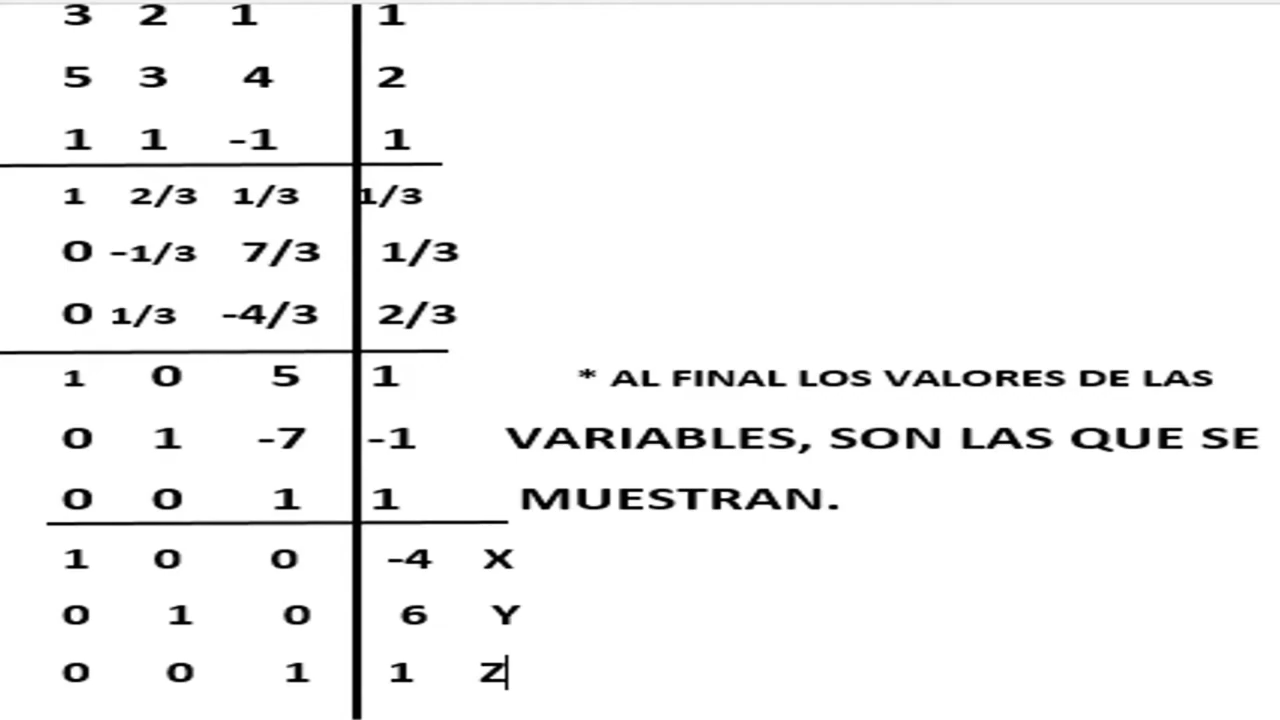 3 2 1 1
5 3 4 2
1 1 -1 1
1 2/3 1/3 1/3
0 -1/3 7/3 1/3
0 1/3 -4/3 2/3
1 0 5 1 * AL FINAL LOS VALORES DE LAS
0 1 -7 -1 VARIABLES, SON LAS QUE SE
0 0 1 1 MUESTRAN.
1 0 0 -4 X
0 1 0 6 Y
0 0 1 1 Z